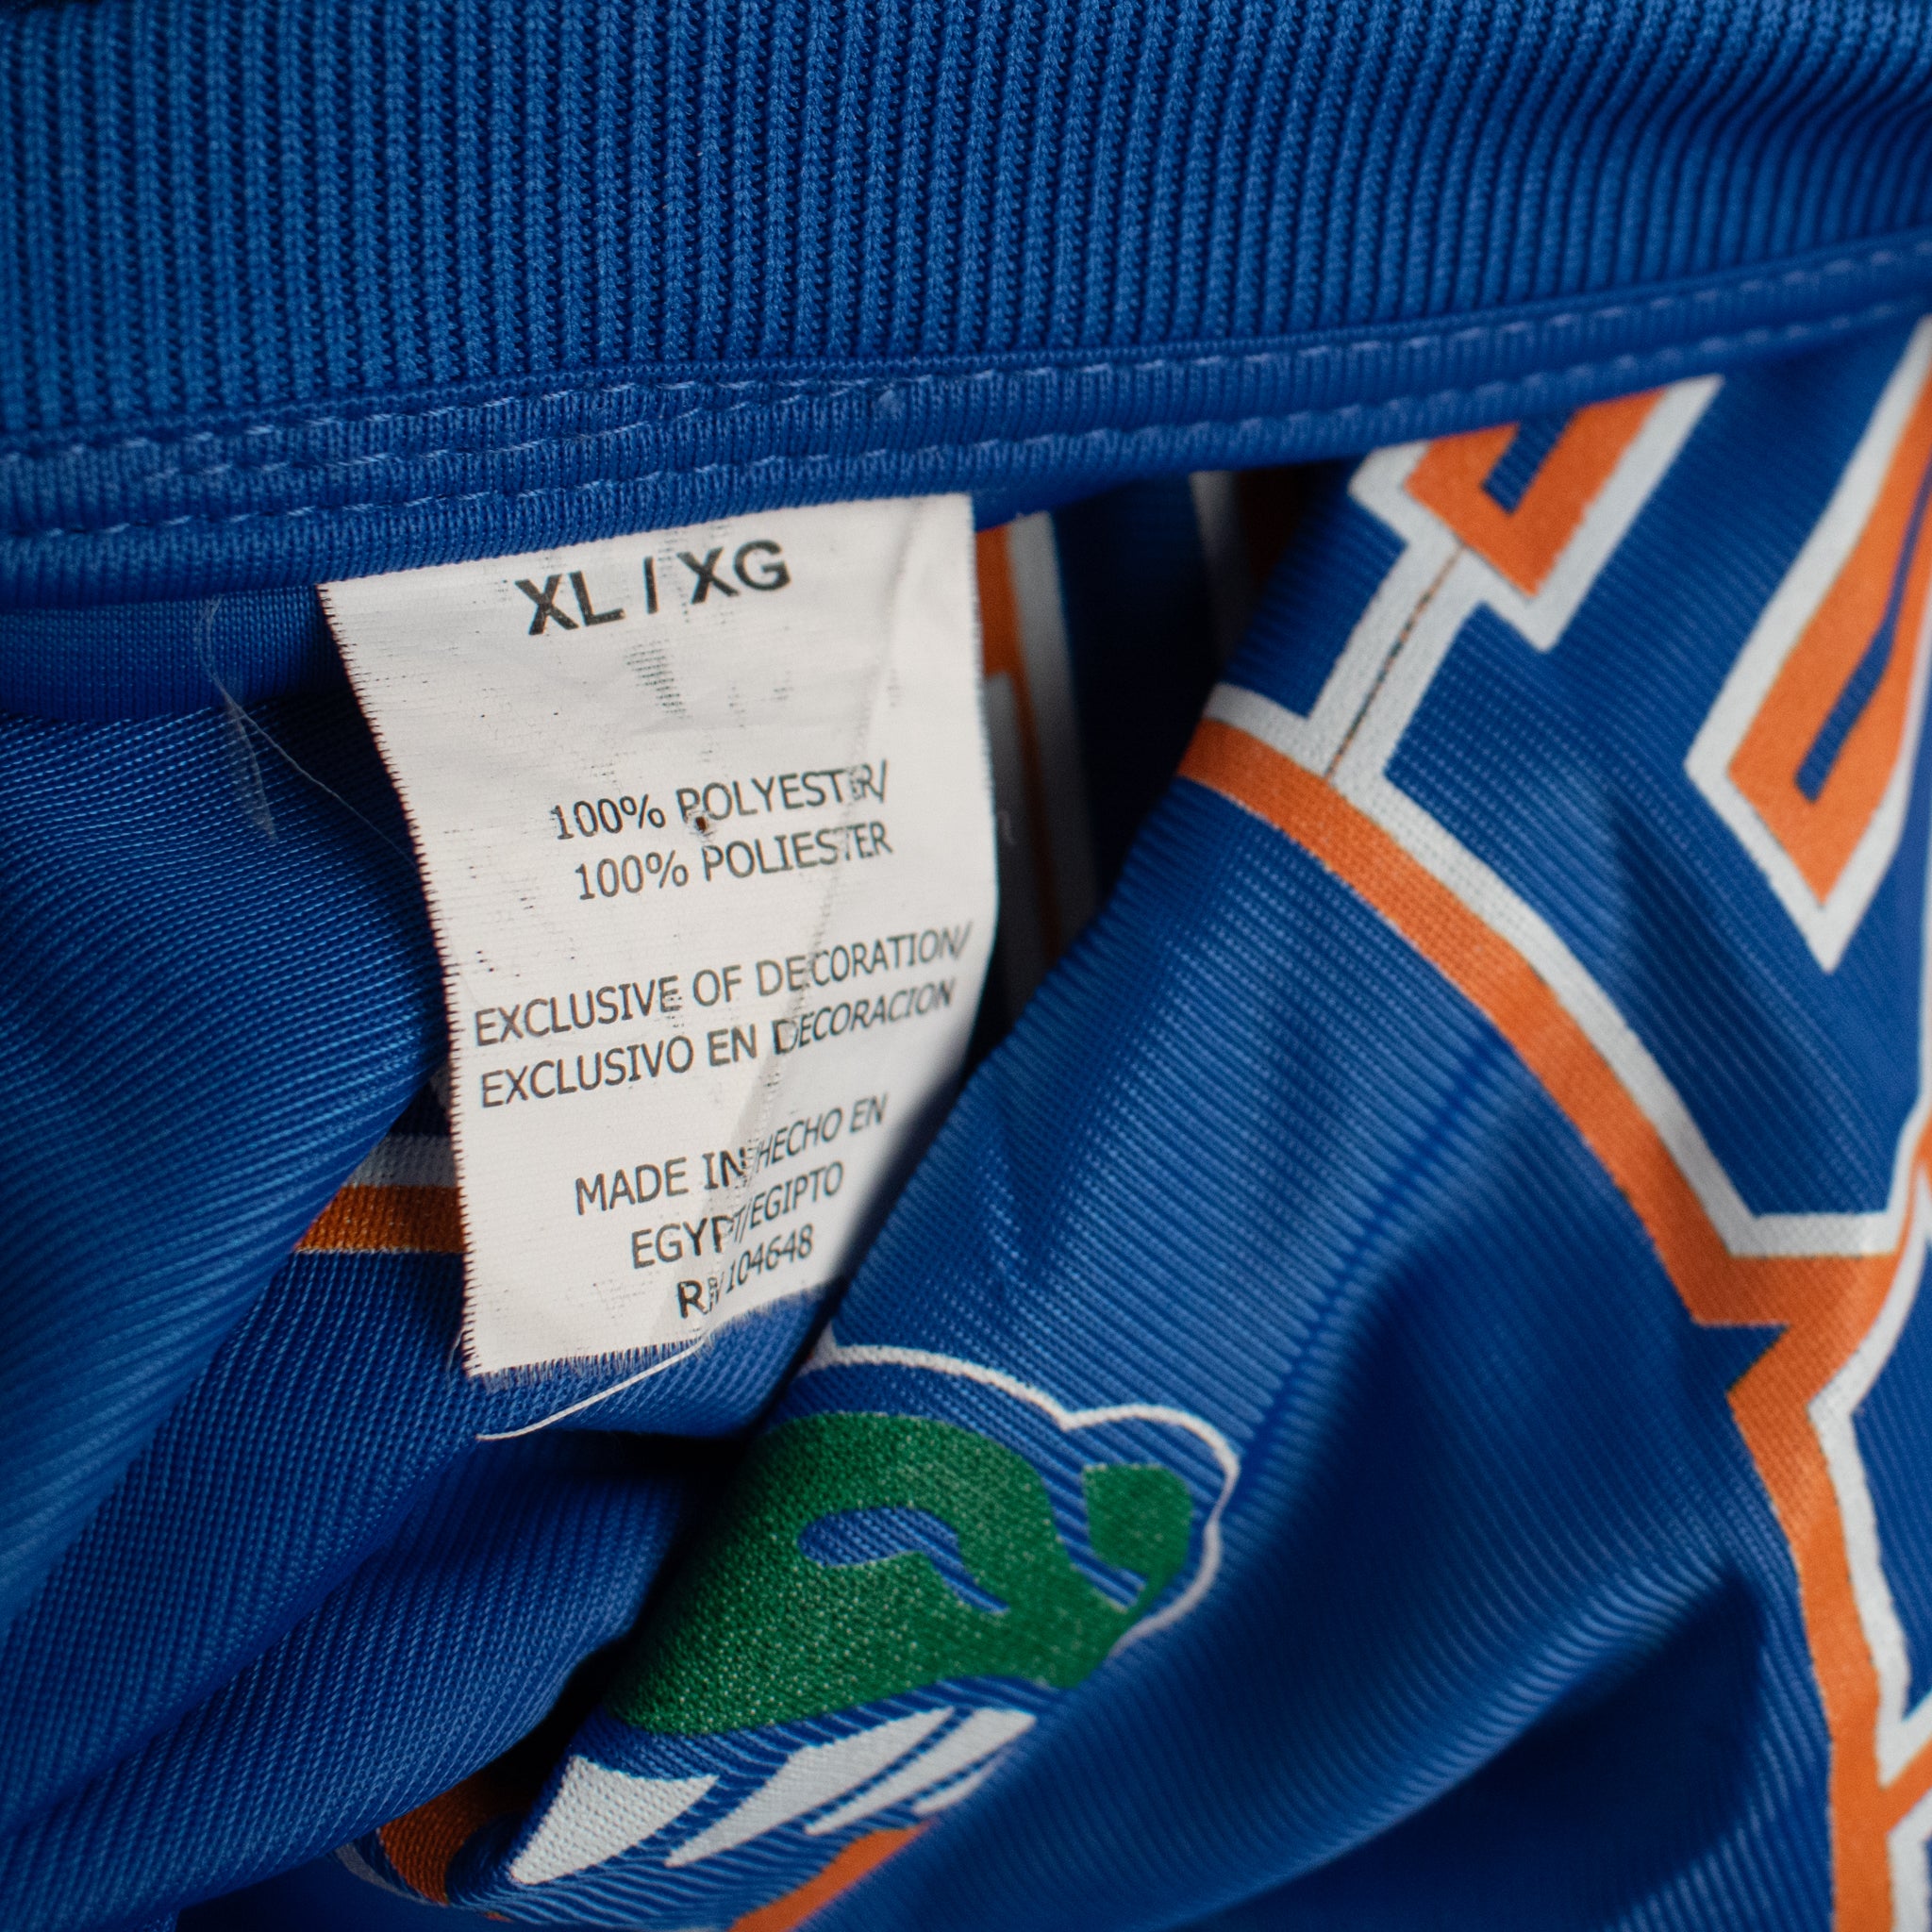 XL / XG
100% POLYESTER/
100% POLIESTER
EXCLUSIVE OF DECORATION/
EXCLUSIVO EN DECORACION
MADE IN/HECHO EN
EGYPT/EGIPTO
RN 104648